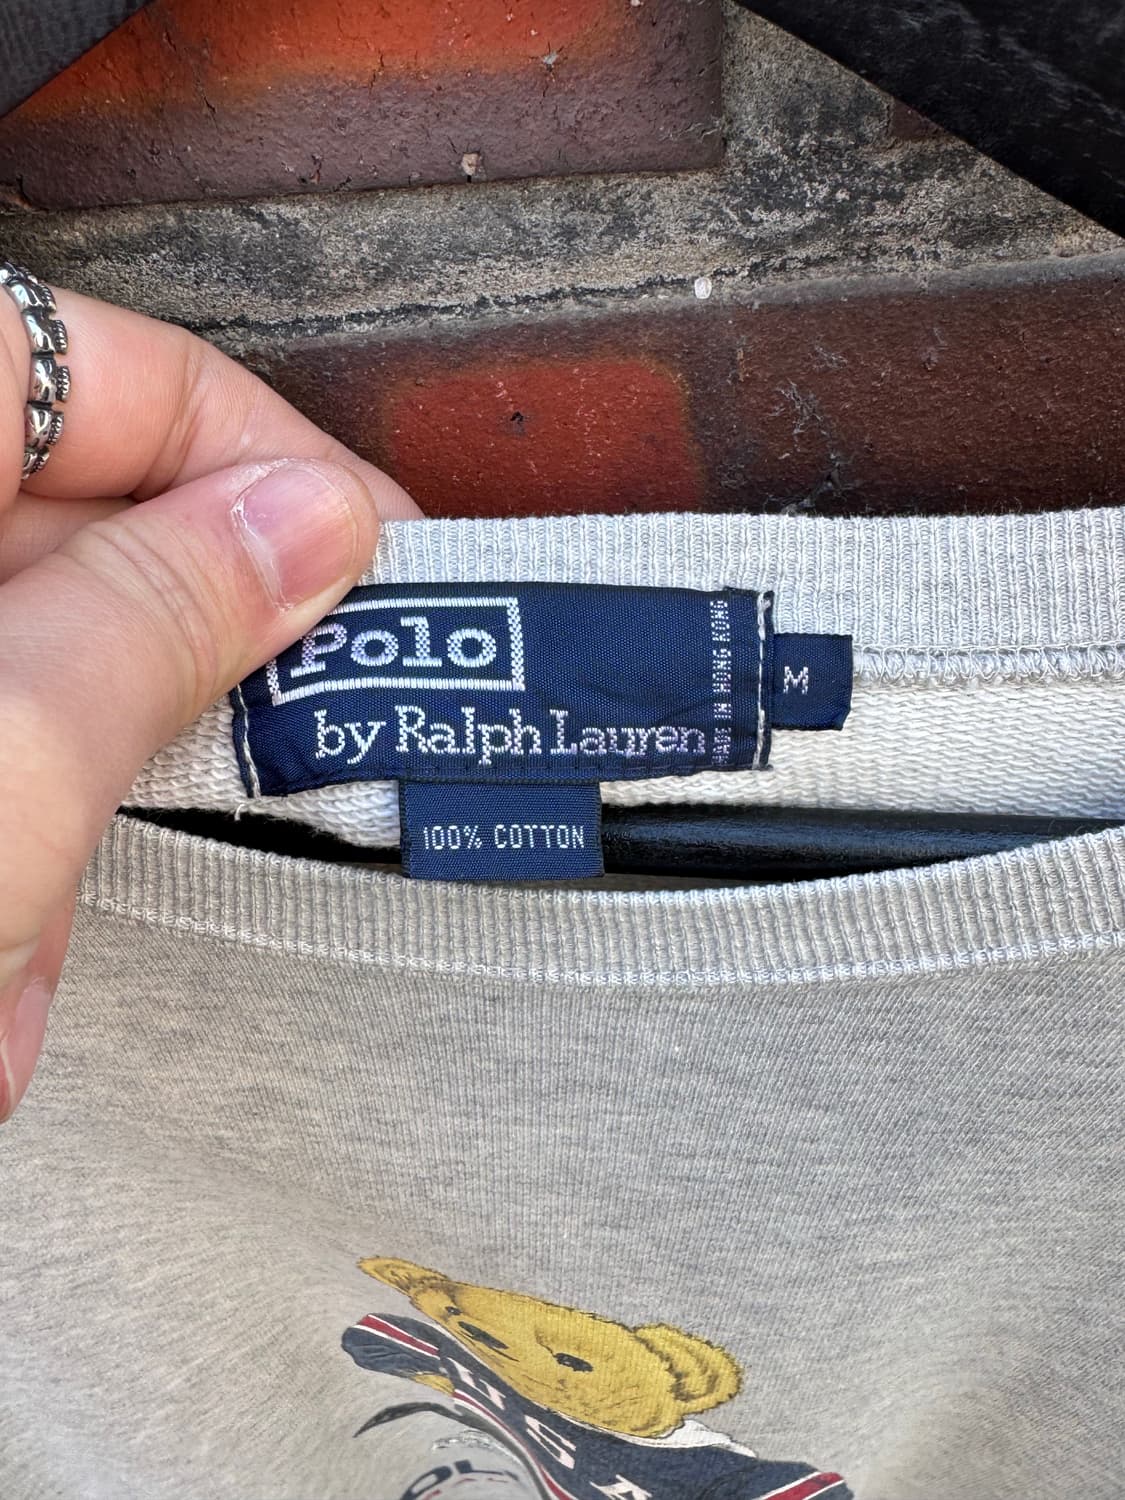 Polo
by Ralph Lauren
MADE IN HONG KONG
M
100% COTTON